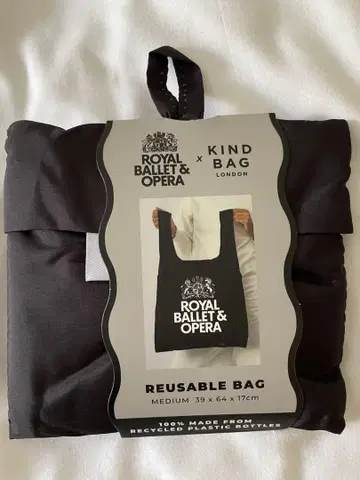 ROYAL
BALLET &
OPERA
x
KIND
BAG
LONDON
ROYAL
BALLET &
OPERA
REUSABLE BAG
MEDIUM 39 x 64 x 17cm
100% MADE FROM
RECYCLED PLASTIC BOTTLES